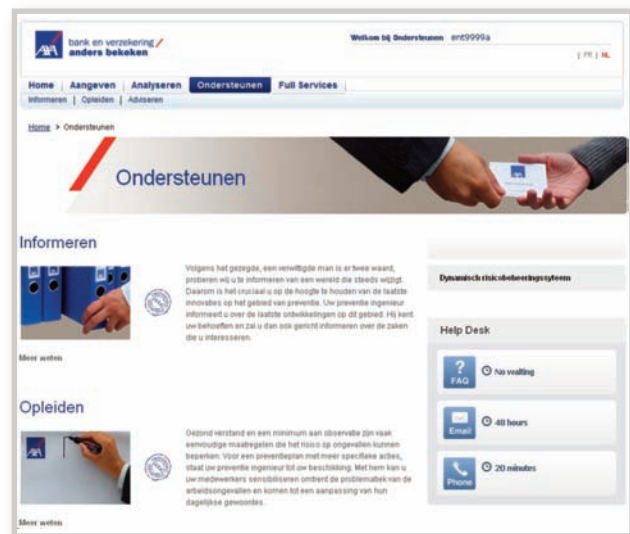 AXA
bank en verzekering /
anders bekeken
Welkom bij Ondersteunen ent9999a
| FR | NL
Home | Aangeven | Analyseren | Ondersteunen | Full Services |
Informeren | Opleiden | Adviseren
Home > Ondersteunen
Ondersteunen
AXA
Informeren
Volgens het gezegde, een verwittigde man is er twee waard,
proberen wij u te informeren van een wereld die steeds wijzigt.
Daarom is het cruciaal u op de hoogte te houden van de laatste
innovaties op het gebied van preventie. Uw preventie ingenieur
informeert u over de laatste ontwikkelingen op dit gebied. Hij kent
uw behoeften en zal u dan ook gericht informeren over de zaken
die u interesseren.
Meer weten
Opleiden
AXA
Gezond verstand en een minimum aan observatie zijn vaak
eenvoudige maatregelen die het risico op ongevallen kunnen
beperken. Voor een preventieplan met meer specifieke acties,
staat uw preventie ingenieur tot uw beschikking. Met hem kan u
uw medewerkers sensibiliseren omtrent de problematiek van de
arbeidsongevallen en komen tot een aanpassing van hun
dagelijkse gewoontes.
Meer weten
Dynamisch risicobeheeringssyteem
Help Desk
? FAQ No waiting
Email 48 hours
Phone 20 minutes